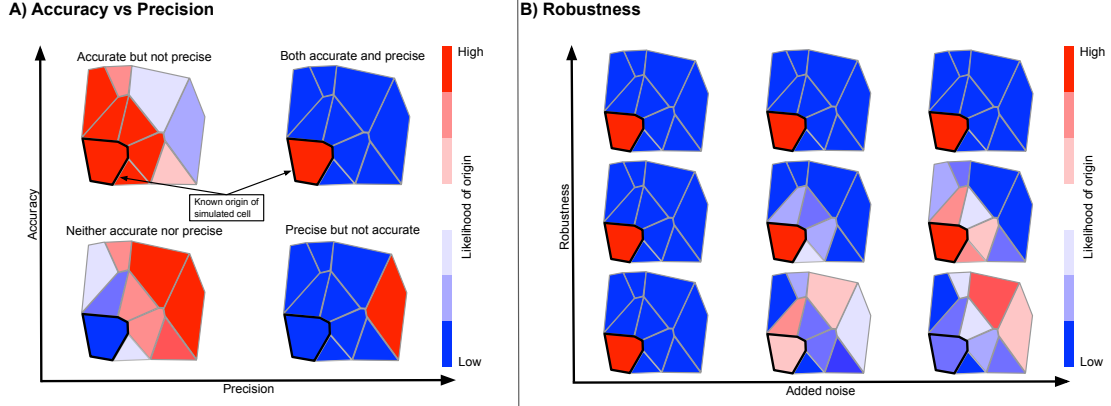 A) Accuracy vs Precision
Accurate but not precise
Both accurate and precise
High
Accuracy
Known origin of
simulated cell
Likelihood of origin
Neither accurate nor precise
Precise but not accurate
Low
Precision
B) Robustness
High
Robustness
Likelihood of origin
Low
Added noise